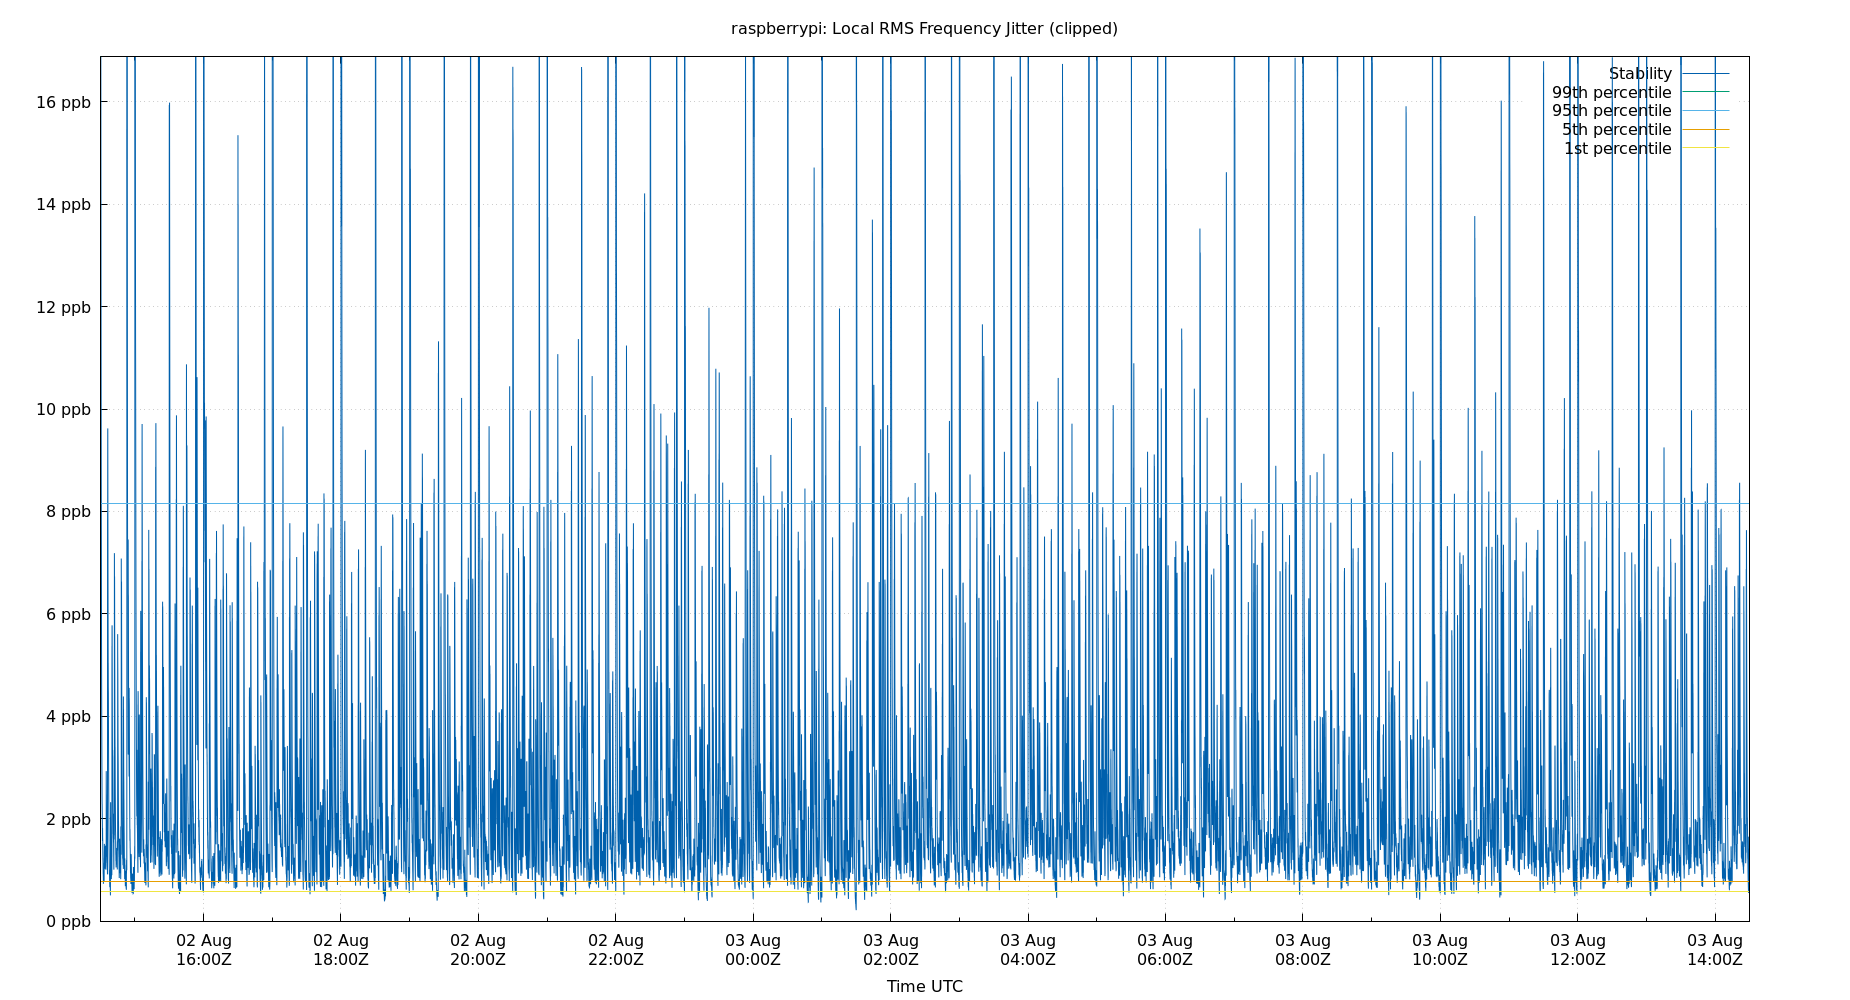 raspberrypi: Local RMS Frequency Jitter (clipped)
Stability
99th percentile
95th percentile
5th percentile
1st percentile
16 ppb
14 ppb
12 ppb
10 ppb
8 ppb
6 ppb
4 ppb
2 ppb
0 ppb
02 Aug 02 Aug 02 Aug 02 Aug 03 Aug 03 Aug 03 Aug 03 Aug 03 Aug 03 Aug 03 Aug 03 Aug
16:00Z 18:00Z 20:00Z 22:00Z 00:00Z 02:00Z 04:00Z 06:00Z 08:00Z 10:00Z 12:00Z 14:00Z
Time UTC